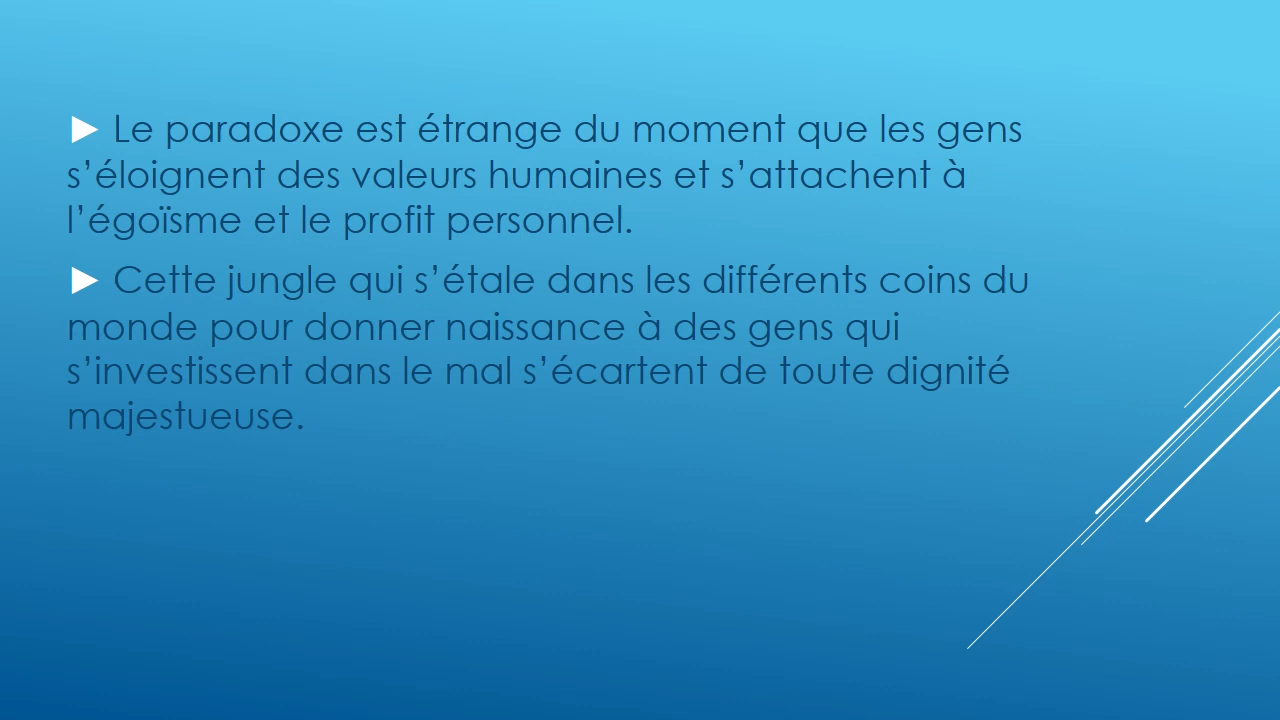 ► Le paradoxe est étrange du moment que les gens
s’éloignent des valeurs humaines et s’attachent à
l’égoïsme et le profit personnel.
► Cette jungle qui s’étale dans les différents coins du
monde pour donner naissance à des gens qui
s’investissent dans le mal s’écartent de toute dignité
majestueuse.